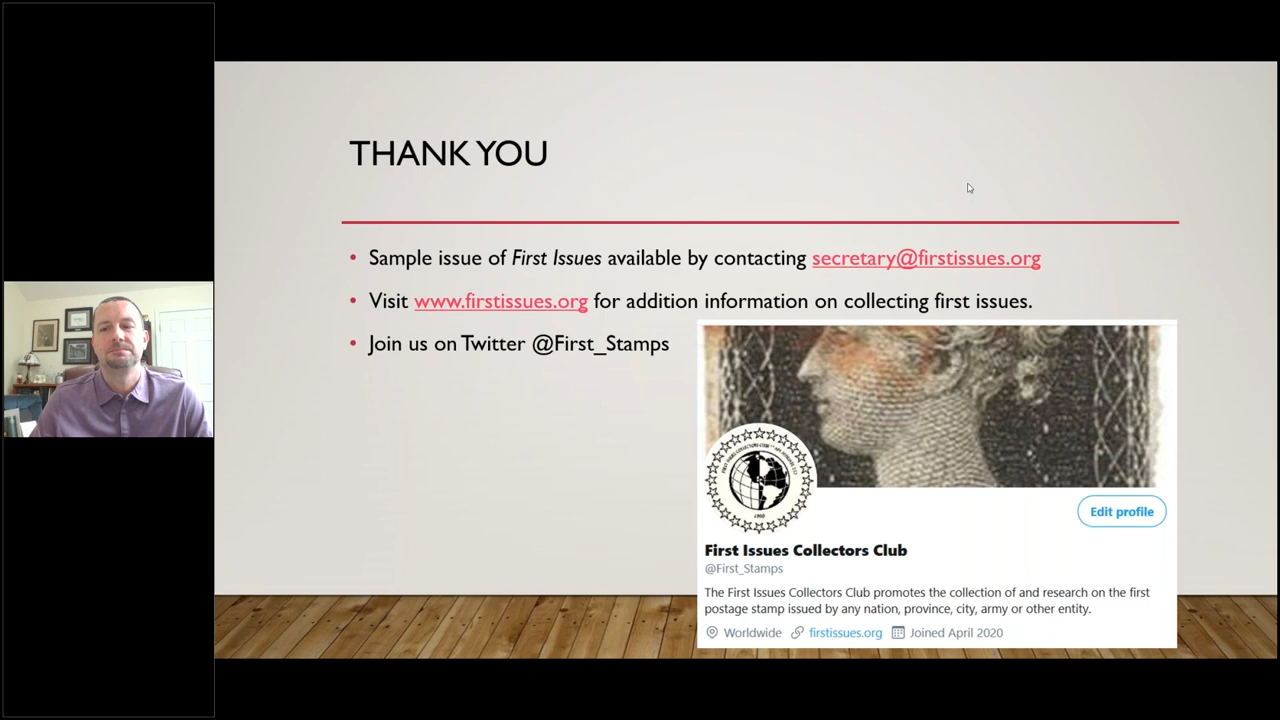 THANK YOU
• Sample issue of First Issues available by contacting secretary@firstissues.org
• Visit www.firstissues.org for addition information on collecting first issues.
• Join us on Twitter @First_Stamps
1990
Edit profile
First Issues Collectors Club
@First_Stamps
The First Issues Collectors Club promotes the collection of and research on the first
postage stamp issued by any nation, province, city, army or other entity.
Worldwide firstissues.org Joined April 2020